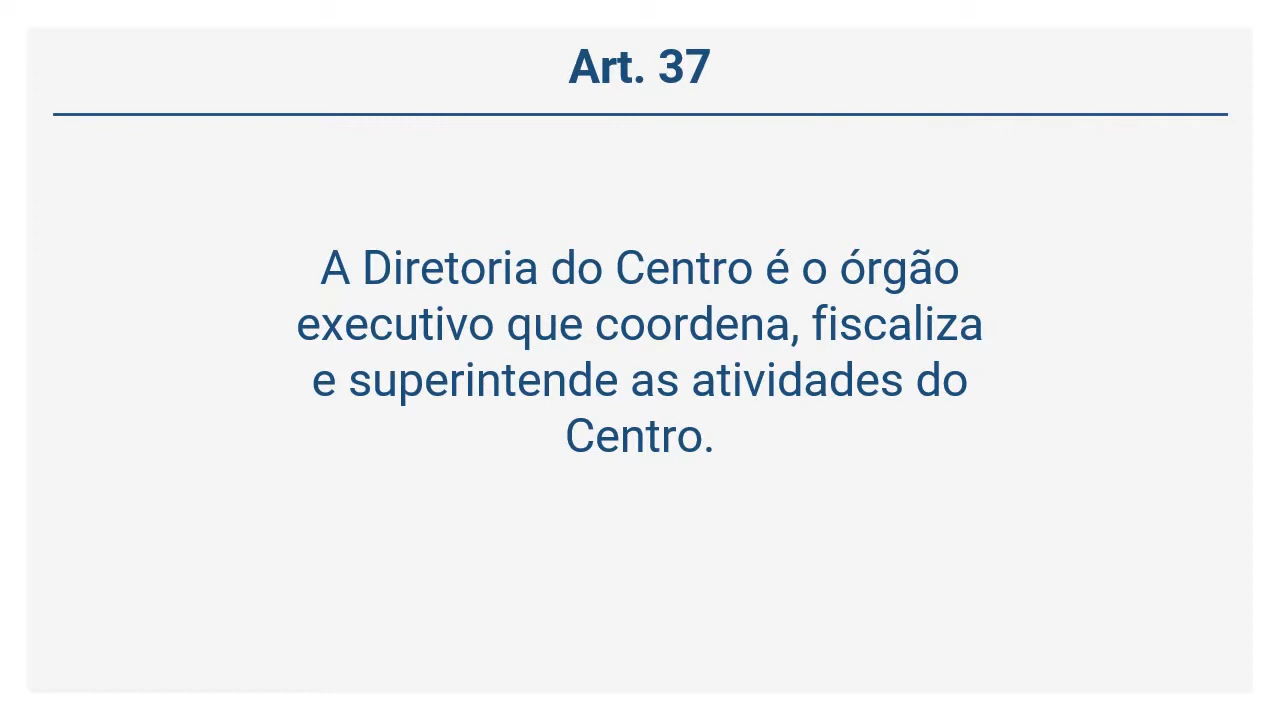 Art. 37
A Diretoria do Centro é o órgão
executivo que coordena, fiscaliza
e superintende as atividades do
Centro.